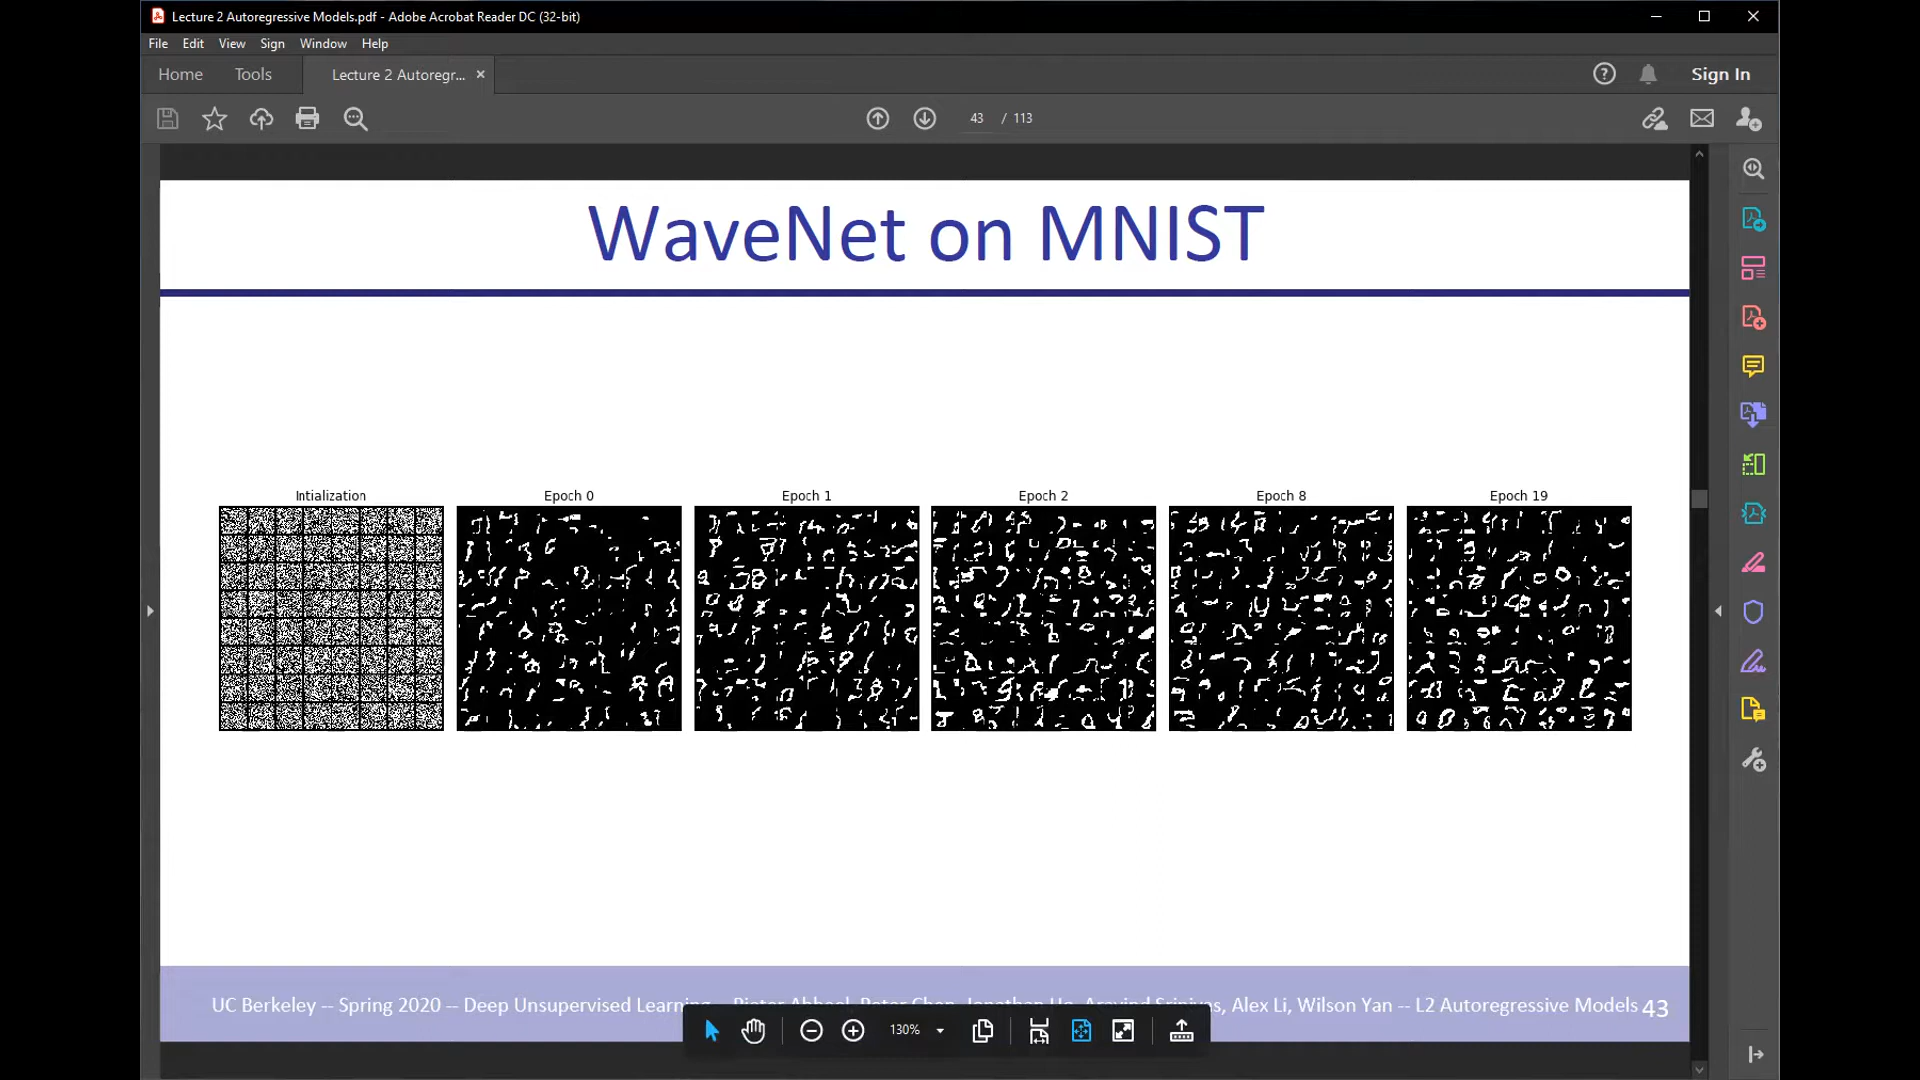 Lecture 2 Autoregressive Models.pdf - Adobe Acrobat Reader DC (32-bit)
File Edit View Sign Window Help
Home Tools Lecture 2 Autoregr... × Sign In
43 / 113
WaveNet on MNIST
Intialization Epoch 0 Epoch 1 Epoch 2 Epoch 8 Epoch 19
UC Berkeley -- Spring 2020 -- Deep Unsupervised Alex Li, Wilson Yan -- L2 Autoregressive Models 43
130%